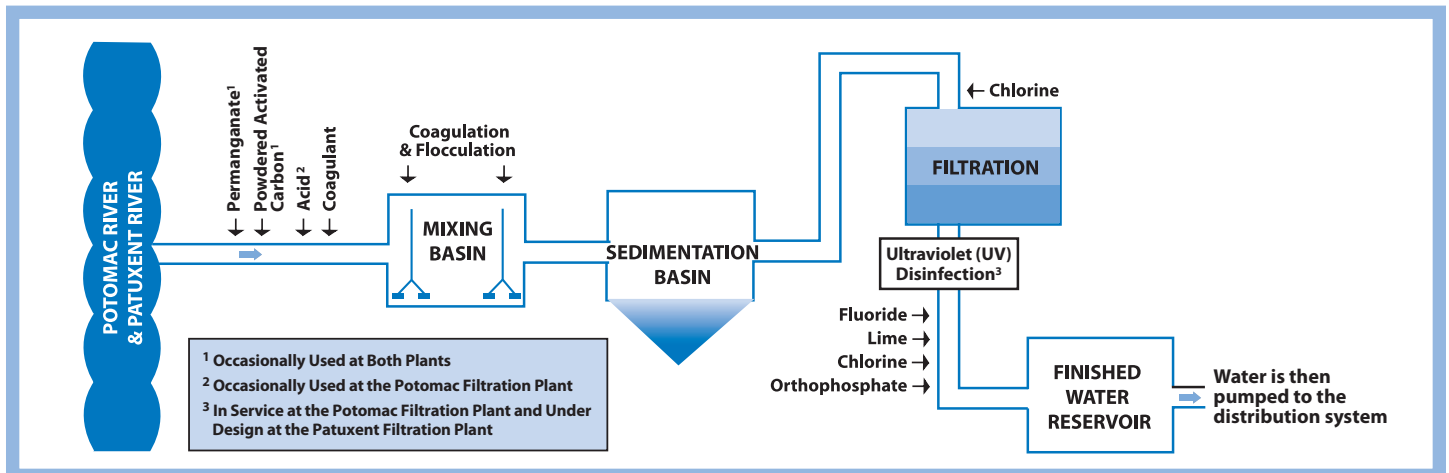 POTOMAC RIVER
& PATUXENT RIVER
Permanganate¹
Powdered Activated
Carbon¹
Acid²
Coagulant
Coagulation
& Flocculation
MIXING
BASIN
SEDIMENTATION
BASIN
Chlorine
FILTRATION
Ultraviolet (UV)
Disinfection³
Fluoride
Lime
Chlorine
Orthophosphate
FINISHED
WATER
RESERVOIR
Water is then
pumped to the
distribution system
¹ Occasionally Used at Both Plants
² Occasionally Used at the Potomac Filtration Plant
³ In Service at the Potomac Filtration Plant and Under
Design at the Patuxent Filtration Plant